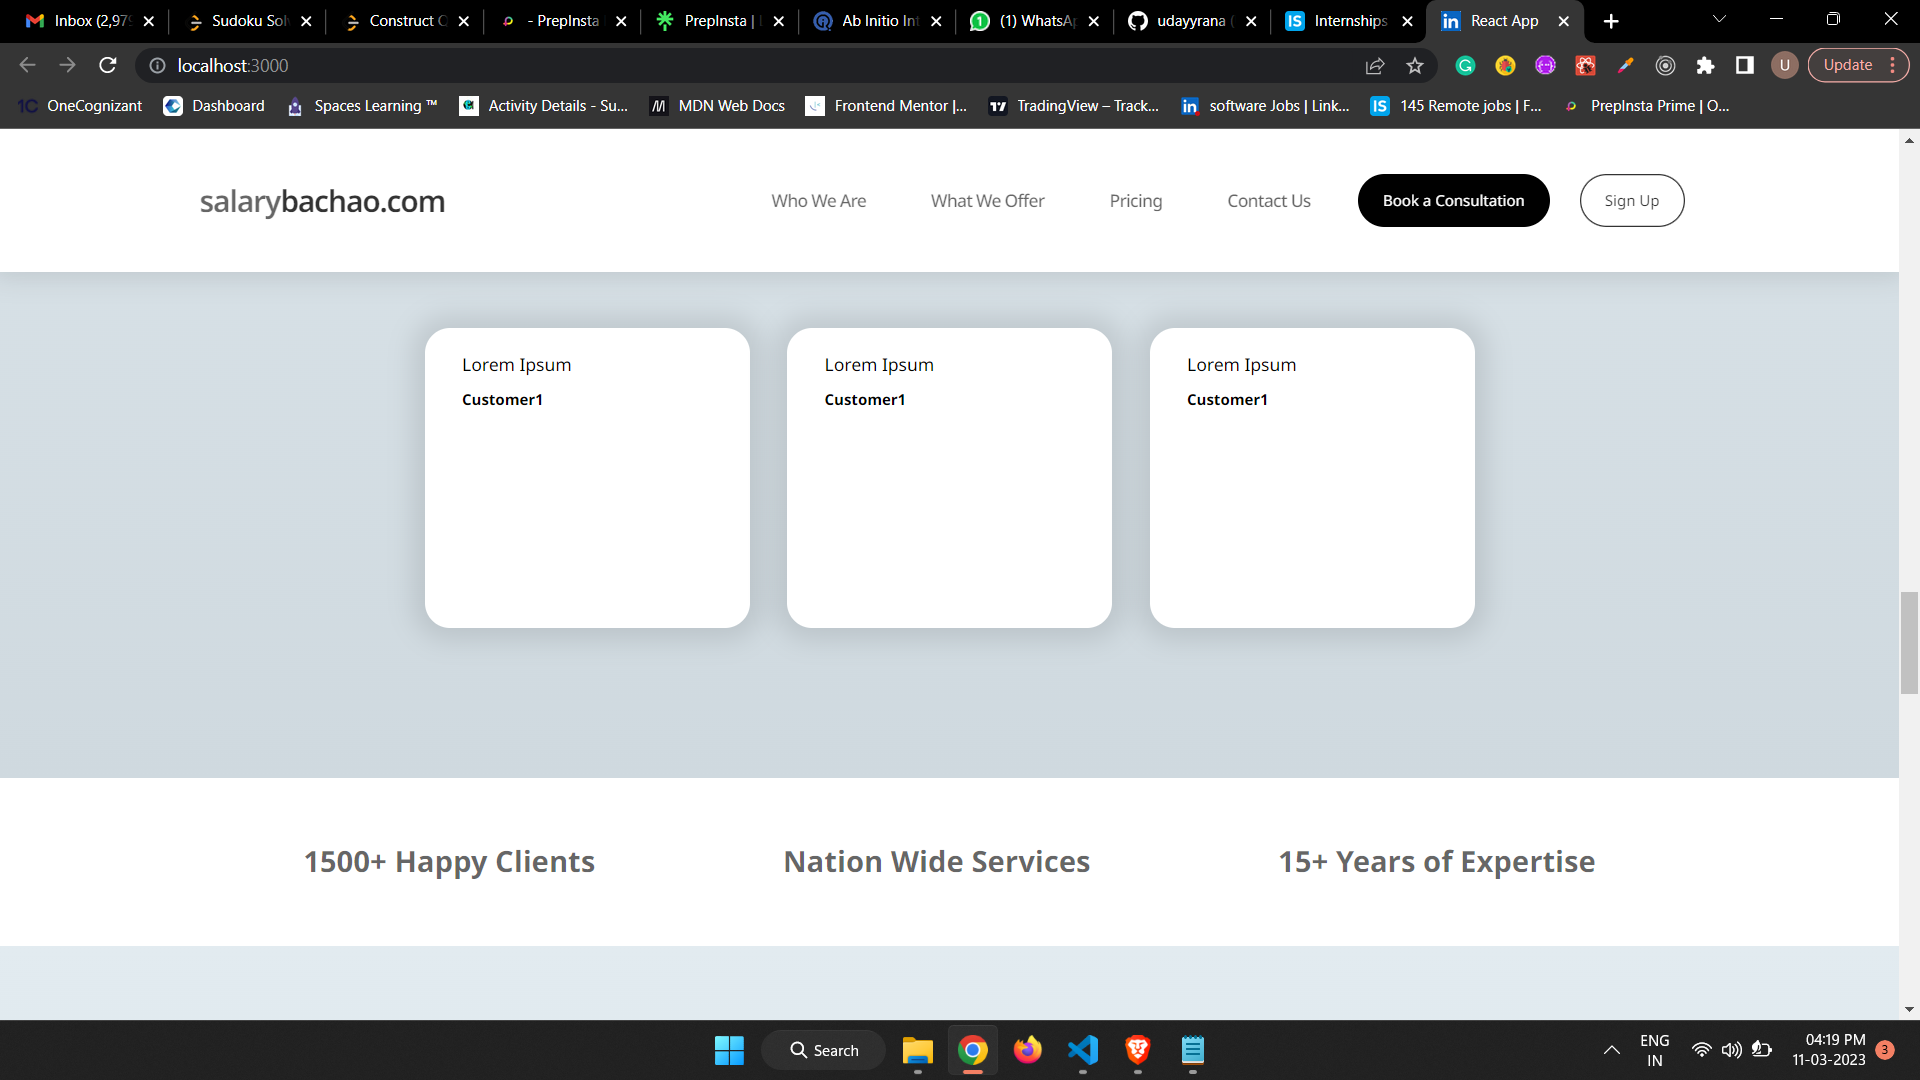 Inbox (2,97
Sudoku Sol
Construct
- PrepInsta
PrepInsta |
Ab Initio Int
(1) WhatsA
udayyrana
Internships
React App
localhost:3000
U
Update
1C OneCognizant
Dashboard
Spaces Learning ™
Activity Details - Su...
MDN Web Docs
Frontend Mentor |...
TradingView – Track...
software Jobs | Link...
IS 145 Remote jobs | F...
PrepInsta Prime | O...
salarybachao.com
Who We Are
What We Offer
Pricing
Contact Us
Book a Consultation
Sign Up
Lorem Ipsum
Customer1
Lorem Ipsum
Customer1
Lorem Ipsum
Customer1
1500+ Happy Clients
Nation Wide Services
15+ Years of Expertise
Search
ENG
IN
04:19 PM
11-03-2023
3